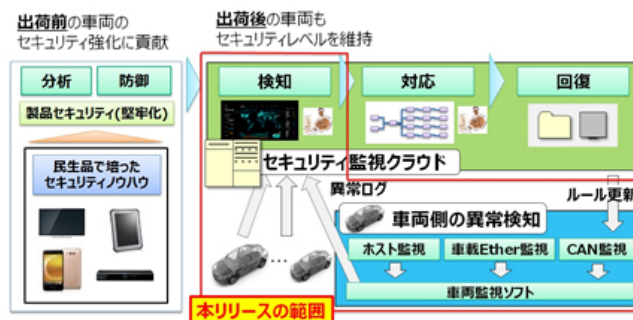 出荷前の車両の
セキュリティ強化に貢献
出荷後の車両も
セキュリティレベルを維持
分析
防御
製品セキュリティ(堅牢化)
民生品で培った
セキュリティノウハウ
検知
対応
回復
セキュリティ監視クラウド
異常ログ
ルール更新
車両側の異常検知
ホスト監視
車載Ether監視
CAN監視
車両監視ソフト
…
本リリースの範囲